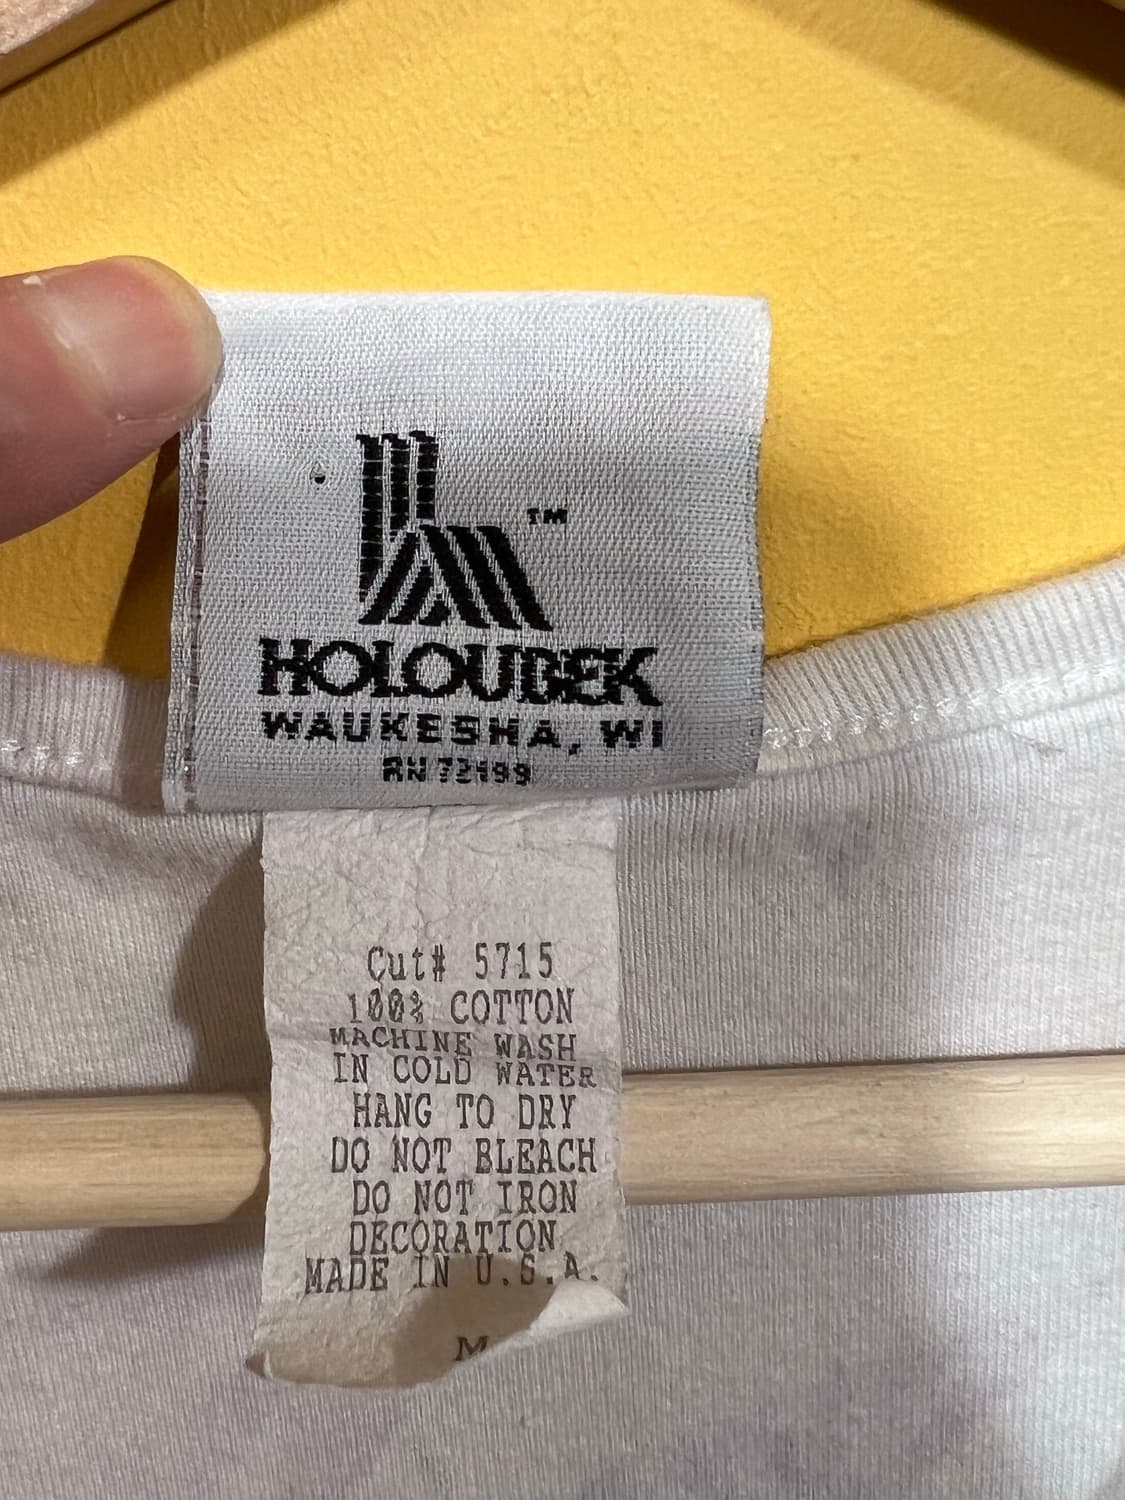 TM
HOLOUDEK
WAUKESHA, WI
RN 72199
Cut# 5715
100% COTTON
MACHINE WASH
IN COLD WATER
HANG TO DRY
DO NOT BLEACH
DO NOT IRON
DECORATION
MADE IN U.S.A.
M